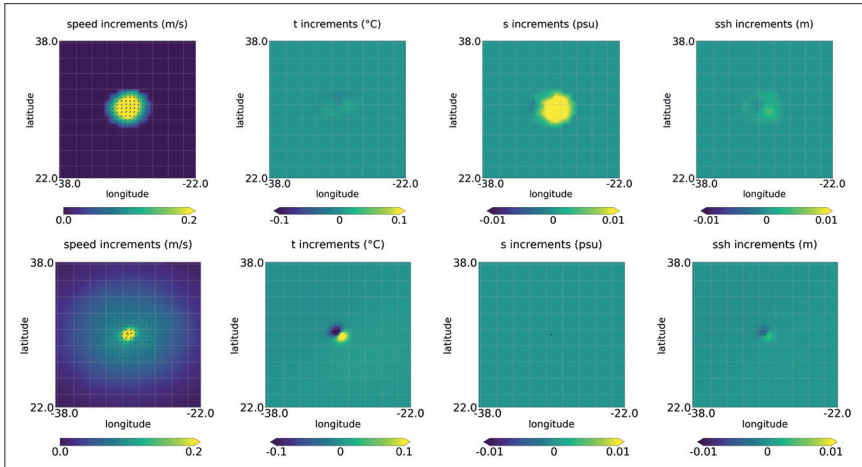 speed increments (m/s) t increments (°C) s increments (psu) ssh increments (m)
38.0 38.0 38.0 38.0
latitude latitude latitude latitude
22.0 22.0 22.0 22.0
-38.0 -22.0 -38.0 -22.0 -38.0 -22.0 -38.0 -22.0
longitude longitude longitude longitude
0.0 0.2 -0.1 0.1 -0.01 0.01 -0.01 0.01
speed increments (m/s) t increments (°C) s increments (psu) ssh increments (m)
38.0 38.0 38.0 38.0
latitude latitude latitude latitude
22.0 22.0 22.0 22.0
-38.0 -22.0 -38.0 -22.0 -38.0 -22.0 -38.0 -22.0
longitude longitude longitude longitude
0.0 0.2 -0.1 0.1 -0.01 0.01 -0.01 0.01